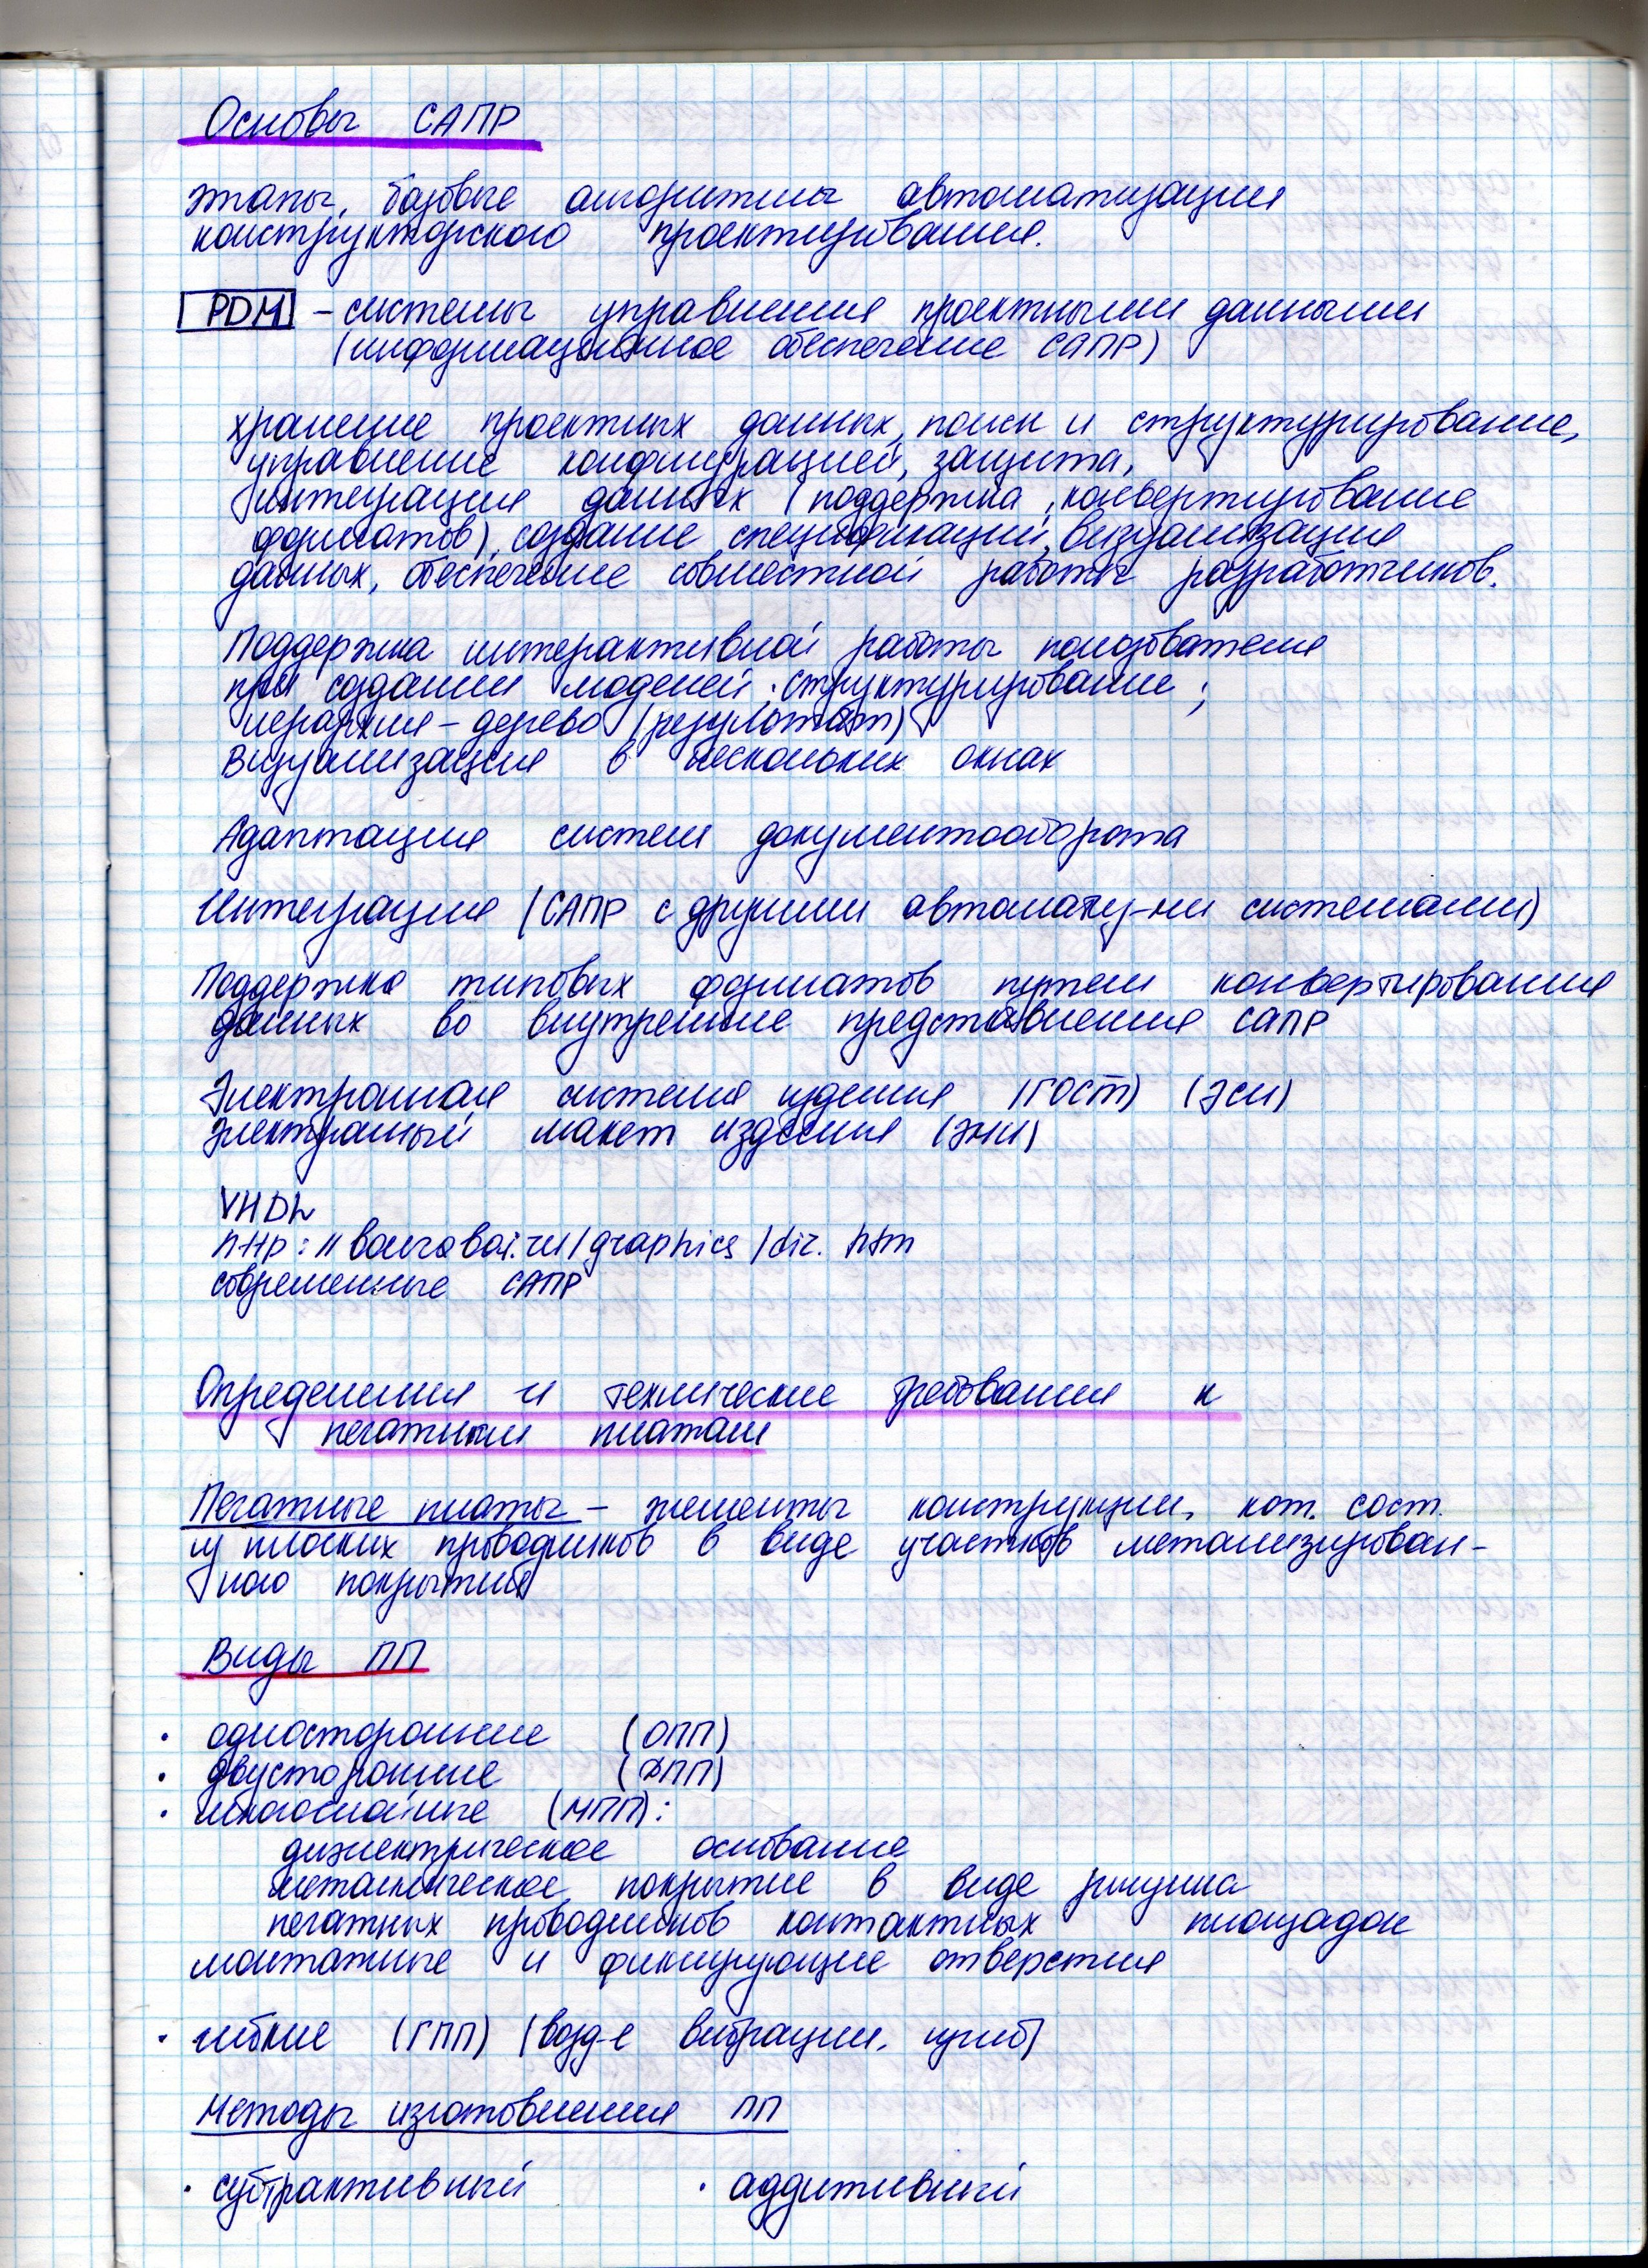 Основы САПР
этапы, базовые алгоритмы автоматизации
конструкторского проектирования.
PDM – системы управления проектными данными
(информационное обеспечение САПР)
хранение проектных данных, поиск и структурирование,
управление конфигурацией, защита,
интеграция данных (поддержка, конвертирование
форматов), создание спецификаций, визуализация
данных, обеспечение совместной работы разработчиков.
Поддержка интерактивной работы пользователя
при создании моделей. структурирование;
иерархия – дерево (результат)
Визуализация в нескольких окнах
Адаптация систем документооборота
Интеграция (САПР с другими автоматиз-ми системами)
Поддержка типовых форматов путем конвертирования
данных во внутренние представления САПР
Электронная система изделия (ГОСТ) (ЭСИ)
Электронный макет изделия (ЭМИ)
VHDL
/graphics/dir.htm
современные САПР
Определения и технические требования к
печатным платам
Печатные платы – элементы конструкции, кот. сост.
из плоских проводников в виде участков метализирован-
ного покрытия
Виды ПП
· односторонние (ОПП)
· двусторонние (ДПП)
· многослойные (МПП):
диэлектрическое основание
металлическое покрытие в виде рисунка
печатных проводников контактных площадок
монтажные и фиксирующие отверстия
· гибкие (ГПП) (возд-е вибрации, изгиб)
Методы изготовления ПП
· субтрактивный · аддитивный